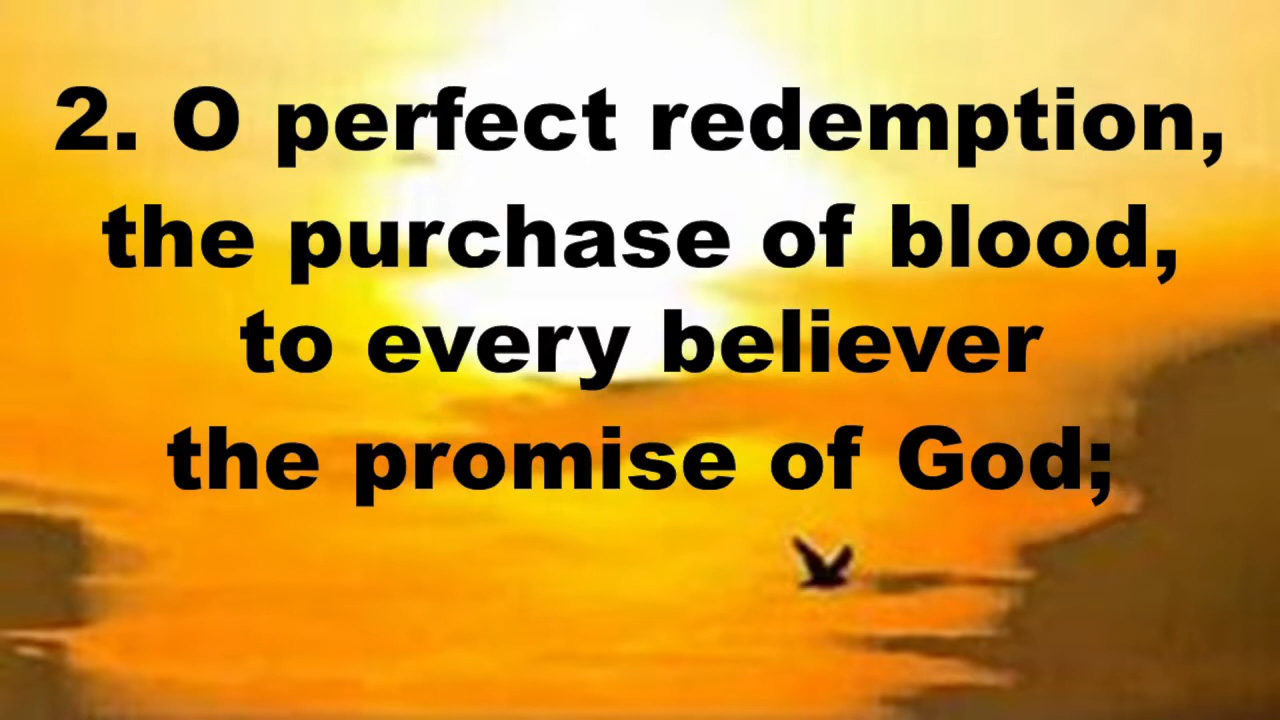 2. O perfect redemption,
the purchase of blood,
to every believer
the promise of God;